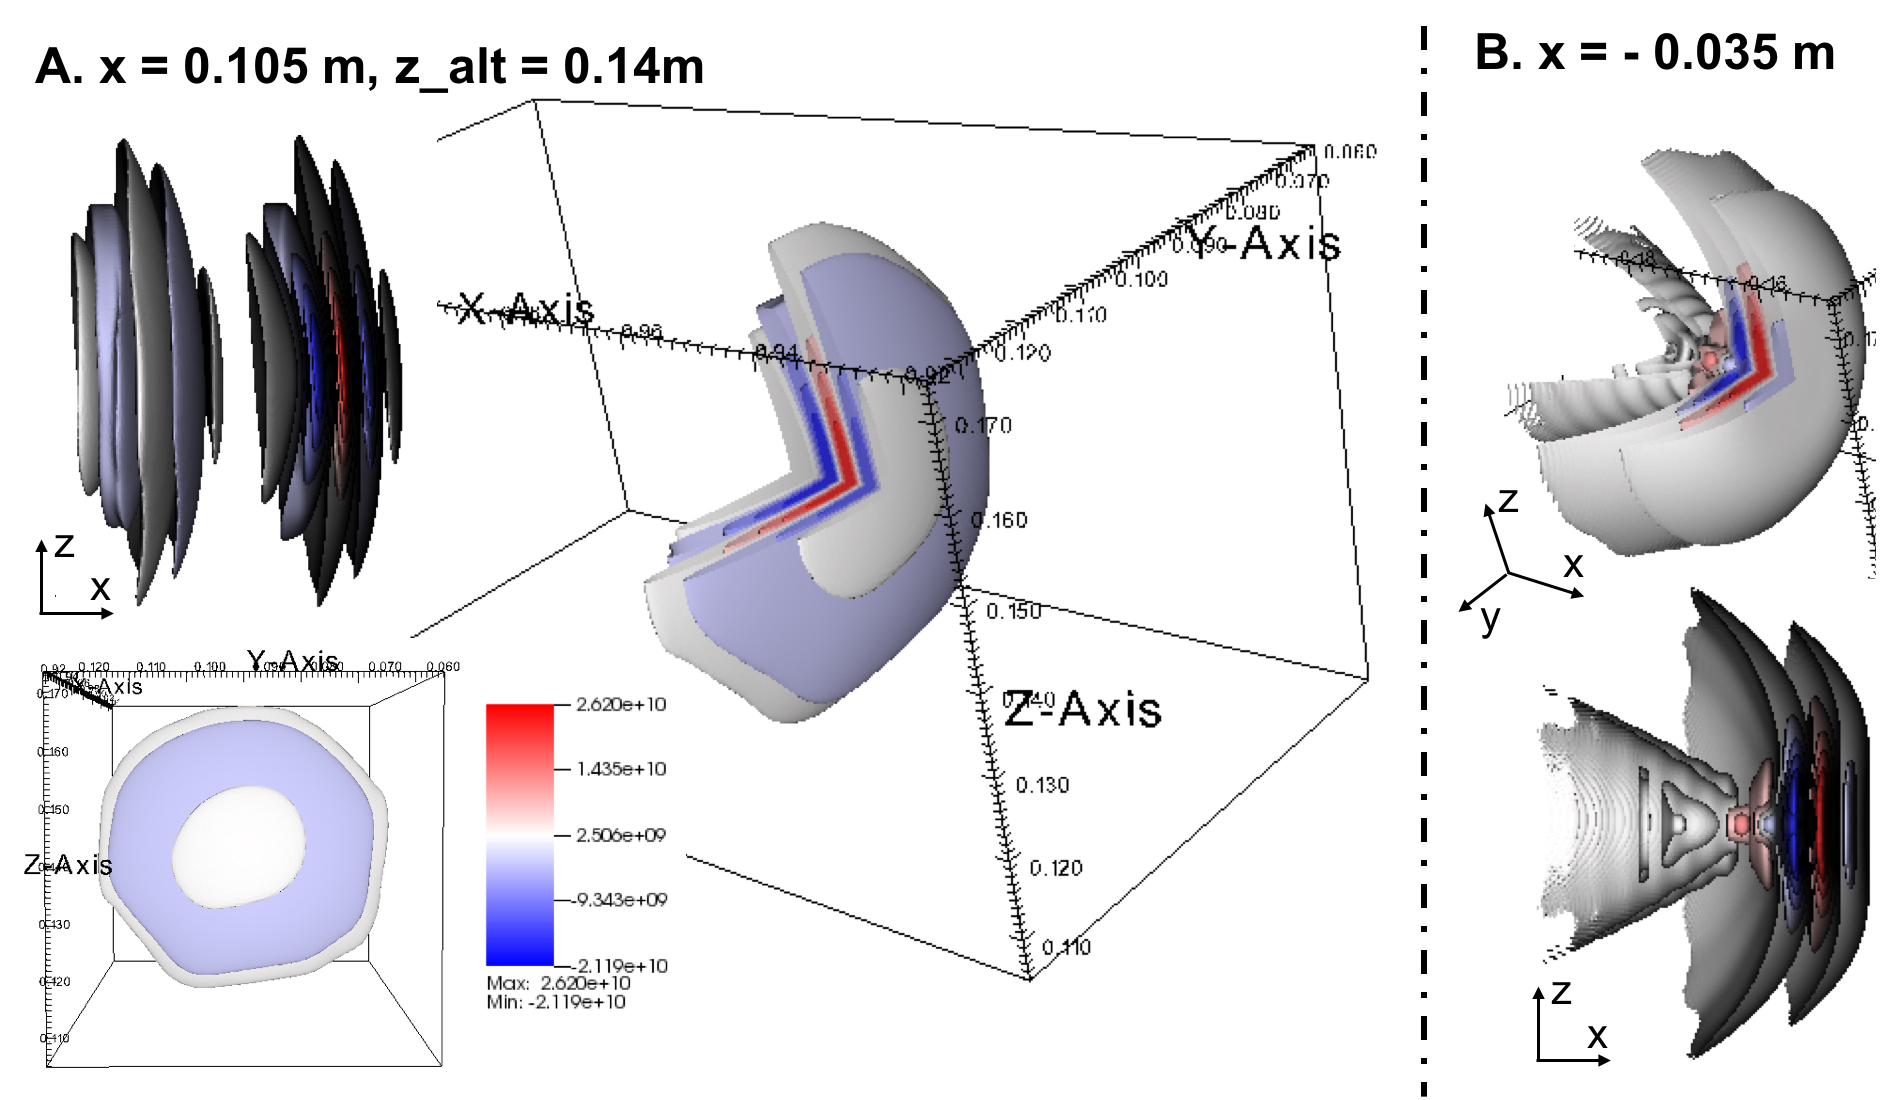 A. x = 0.105 m, z_alt = 0.14m
B. x = - 0.035 m
0.060
0.070
0.080
0.090
Y-Axis
0.100
0.110
0.120
X-Axis
0.96
0.94
0.92
0.170
0.160
0.150
0.140
Z-Axis
0.130
0.120
0.110
z
x
Y-Axis
0.92 0.120 0.110 0.100 0.090 0.080 0.070 0.060
X-Axis
0.170
0.160
0.150
0.140
Z-Axis
0.130
0.120
0.110
2.620e+10
1.435e+10
2.506e+09
-9.343e+09
-2.119e+10
Max: 2.620e+10
Min: -2.119e+10
0.18
0.16
z
x
y
z
x